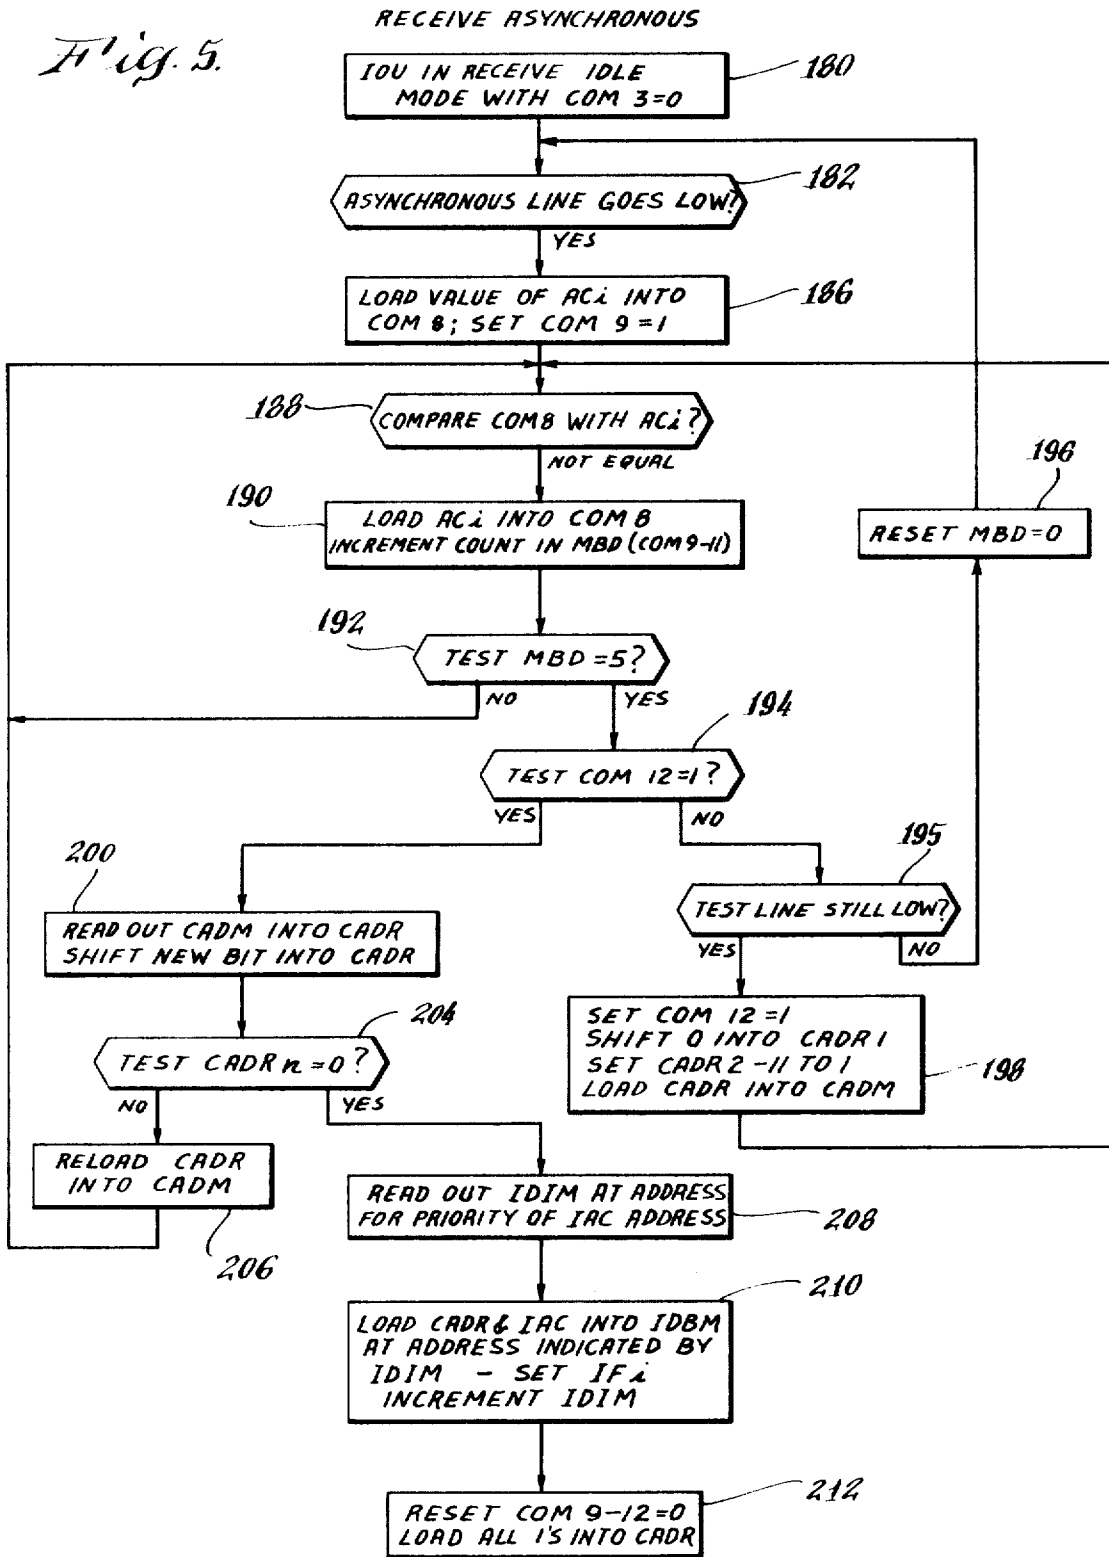 RECEIVE ASYNCHRONOUS
Fig. 5.
IOU IN RECEIVE IDLE
MODE WITH COM 3=0
180
ASYNCHRONOUS LINE GOES LOW?
182
YES
LOAD VALUE OF ACi INTO
COM 8; SET COM 9=1
186
188
COMPARE COM8 WITH ACi?
NOT EQUAL
190
LOAD ACi INTO COM 8
INCREMENT COUNT IN MBD (COM 9-11)
196
RESET MBD=0
192
TEST MBD=5?
NO
YES
194
TEST COM 12=1?
YES
NO
200
READ OUT CADM INTO CADR
SHIFT NEW BIT INTO CADR
195
TEST LINE STILL LOW?
YES
NO
204
TEST CADRn=0?
NO
YES
SET COM 12=1
SHIFT 0 INTO CADR1
SET CADR2-11 TO 1
LOAD CADR INTO CADM
198
RELOAD CADR
INTO CADM
206
READ OUT IDIM AT ADDRESS
FOR PRIORITY OF IAC ADDRESS
208
210
LOAD CADR & IAC INTO IDBM
AT ADDRESS INDICATED BY
IDIM - SET IFi
INCREMENT IDIM
212
RESET COM 9-12=0
LOAD ALL 1'S INTO CADR